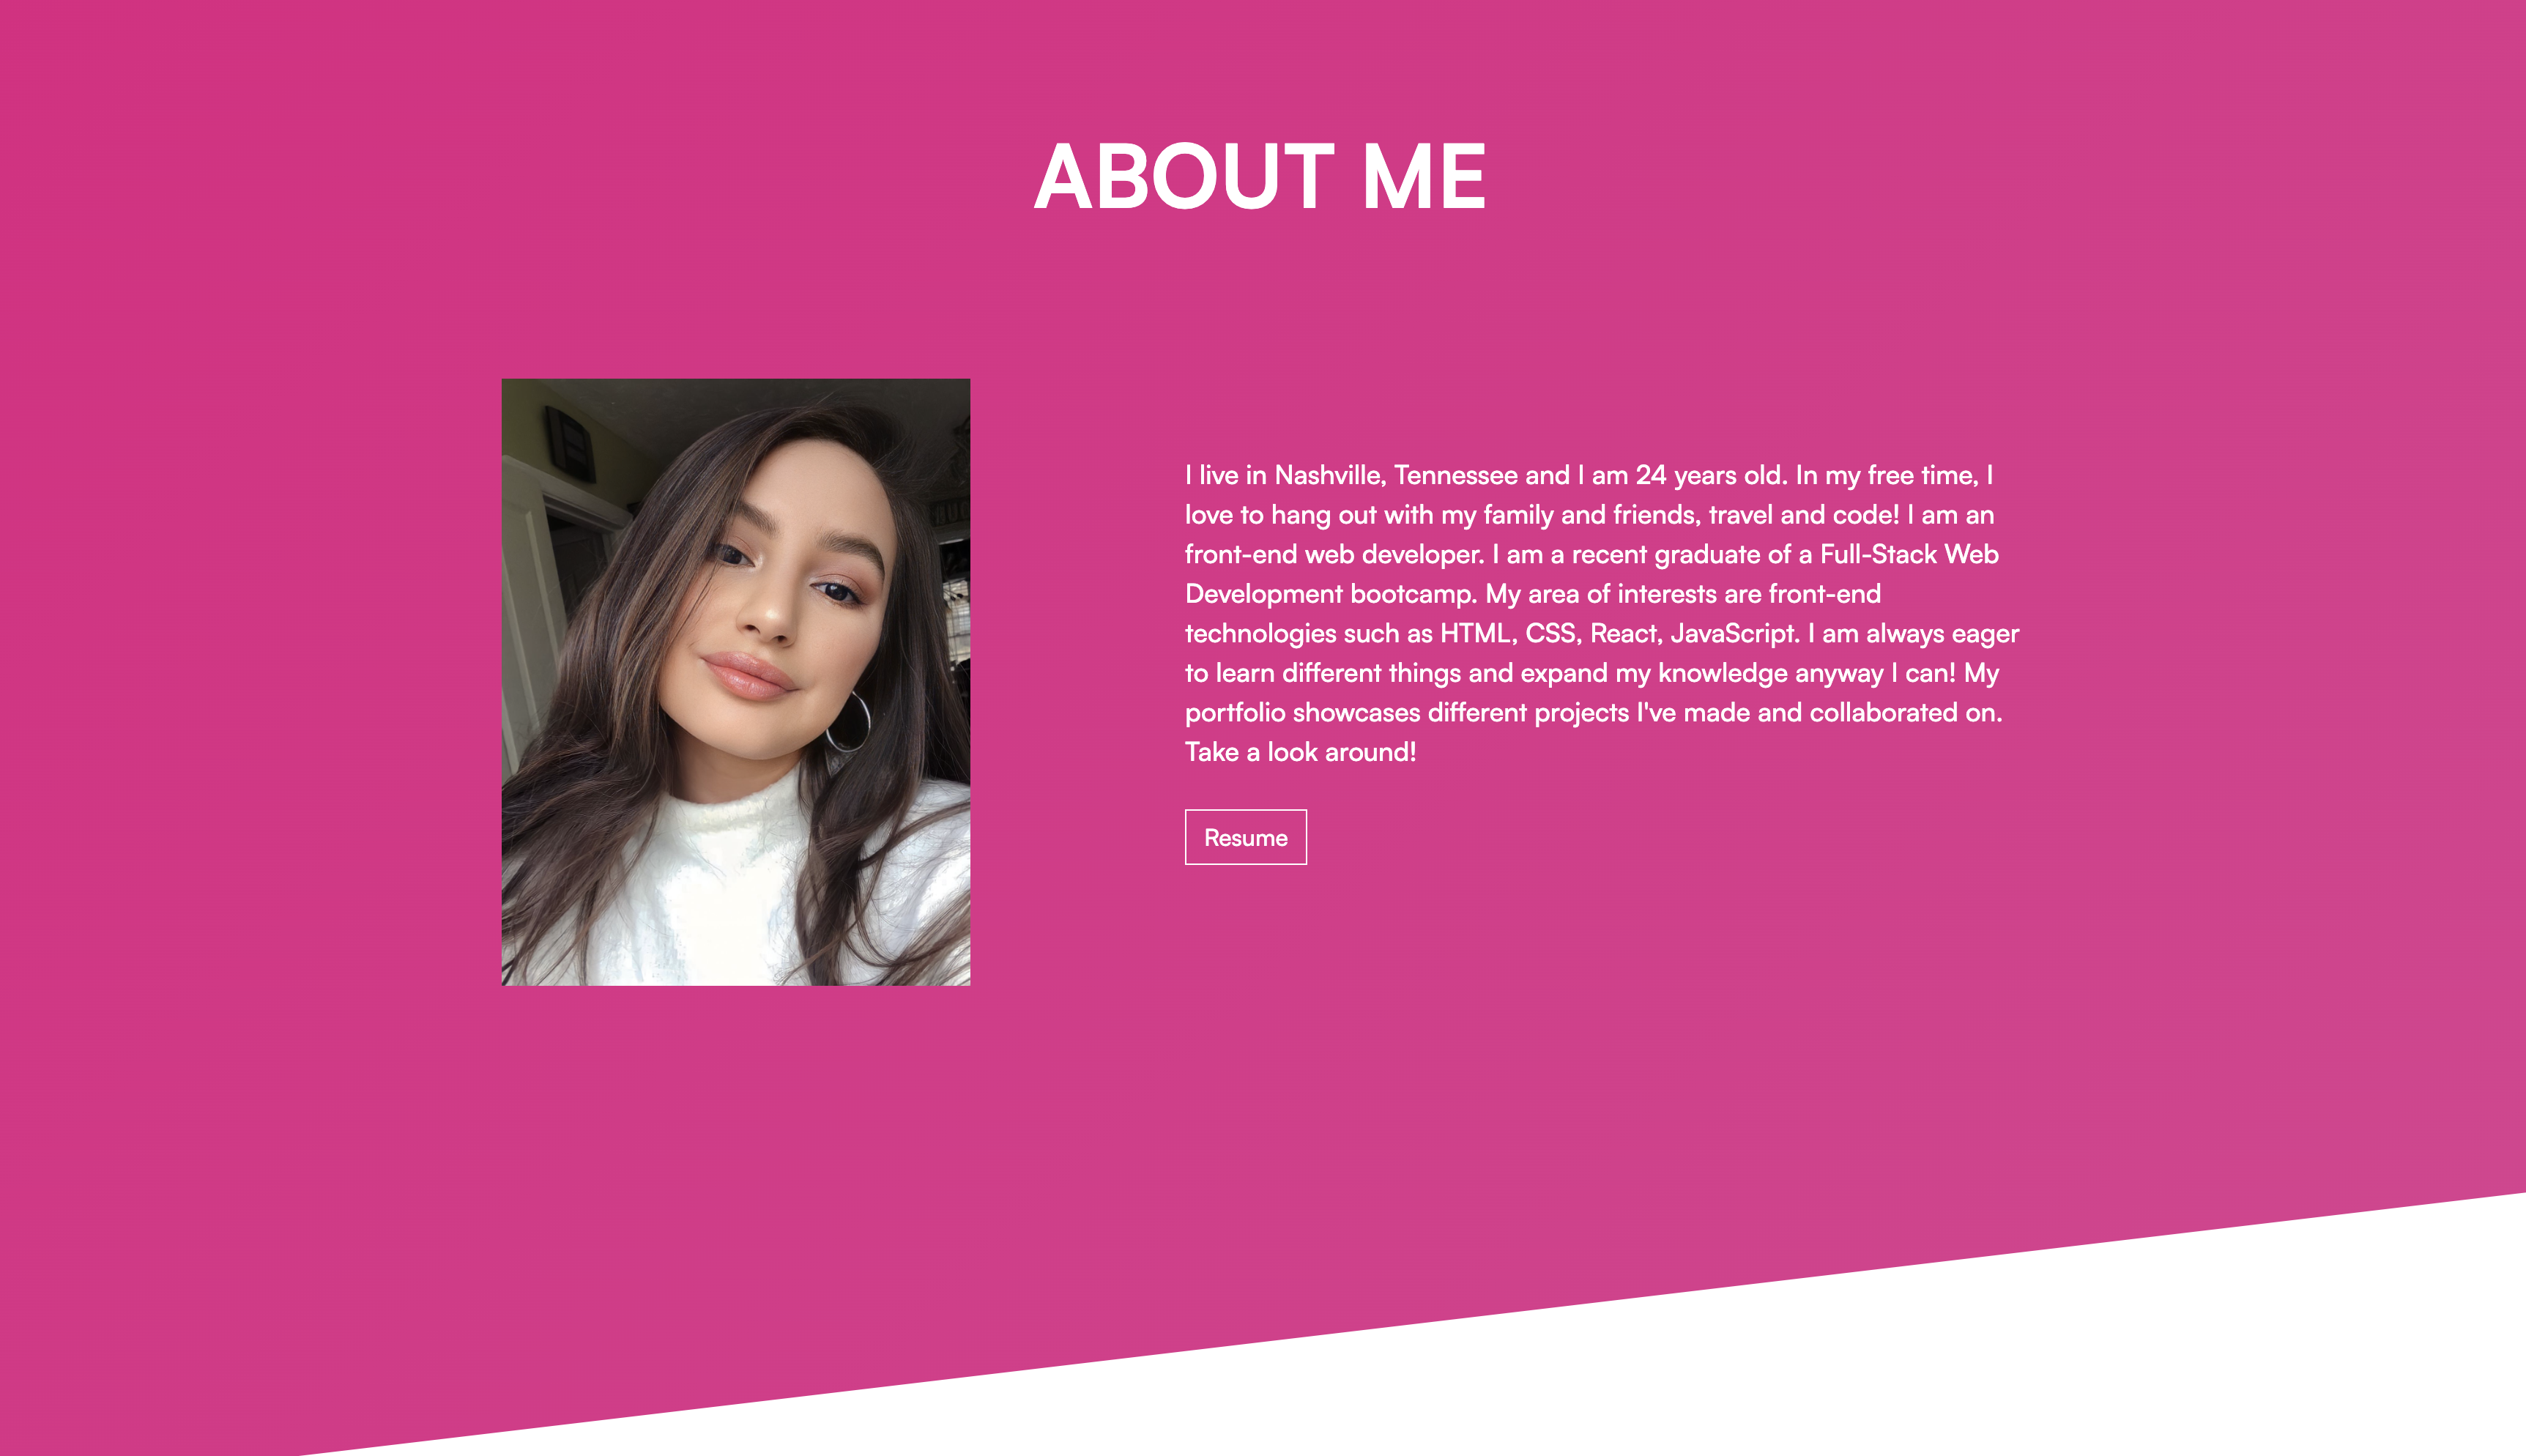 ABOUT ME
I live in Nashville, Tennessee and I am 24 years old. In my free time, I
love to hang out with my family and friends, travel and code! I am an
front-end web developer. I am a recent graduate of a Full-Stack Web
Development bootcamp. My area of interests are front-end
technologies such as HTML, CSS, React, JavaScript. I am always eager
to learn different things and expand my knowledge anyway I can! My
portfolio showcases different projects I've made and collaborated on.
Take a look around!
Resume